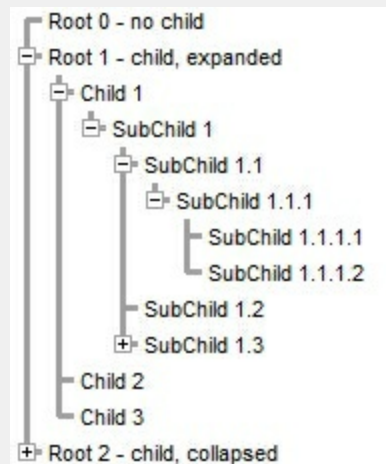 Root 0 - no child
Root 1 - child, expanded
Child 1
SubChild 1
SubChild 1.1
SubChild 1.1.1
SubChild 1.1.1.1
SubChild 1.1.1.2
SubChild 1.2
SubChild 1.3
Child 2
Child 3
Root 2 - child, collapsed